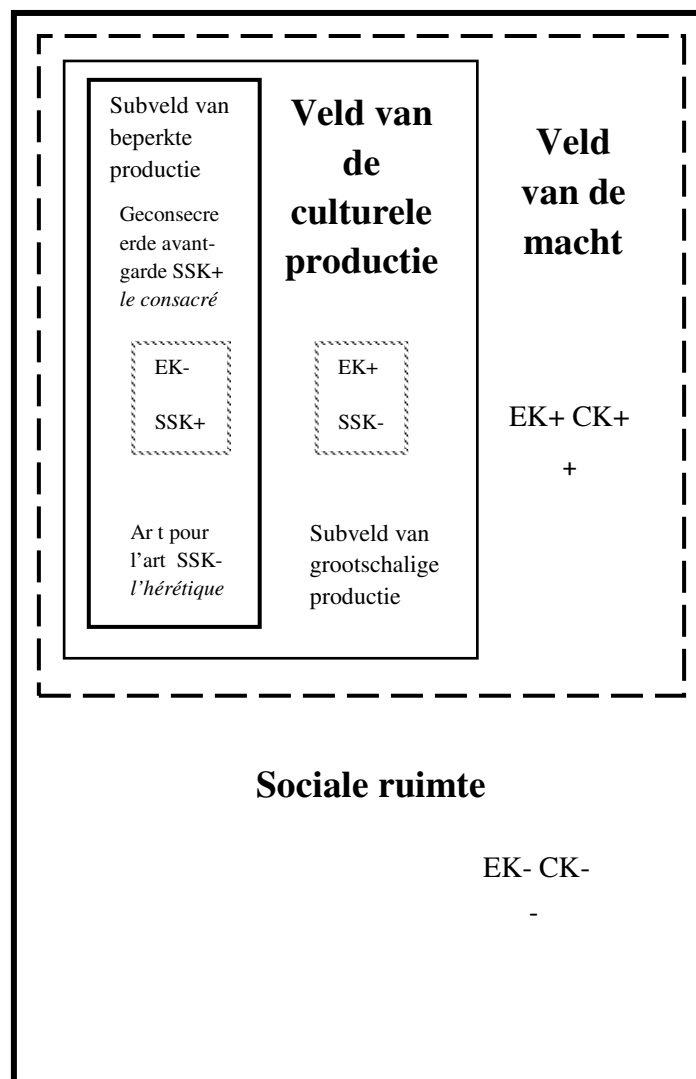 Subveld van
beperkte
productie
Geconsecre
erde avant-
garde SSK+
le consacré
EK-
SSK+
Ar t pour
l'art SSK-
l'hérétique
Veld van
de
culturele
productie
EK+
SSK-
Subveld van
grootschalige
productie
Veld
van de
macht
EK+ CK+
+
Sociale ruimte
EK- CK-
-